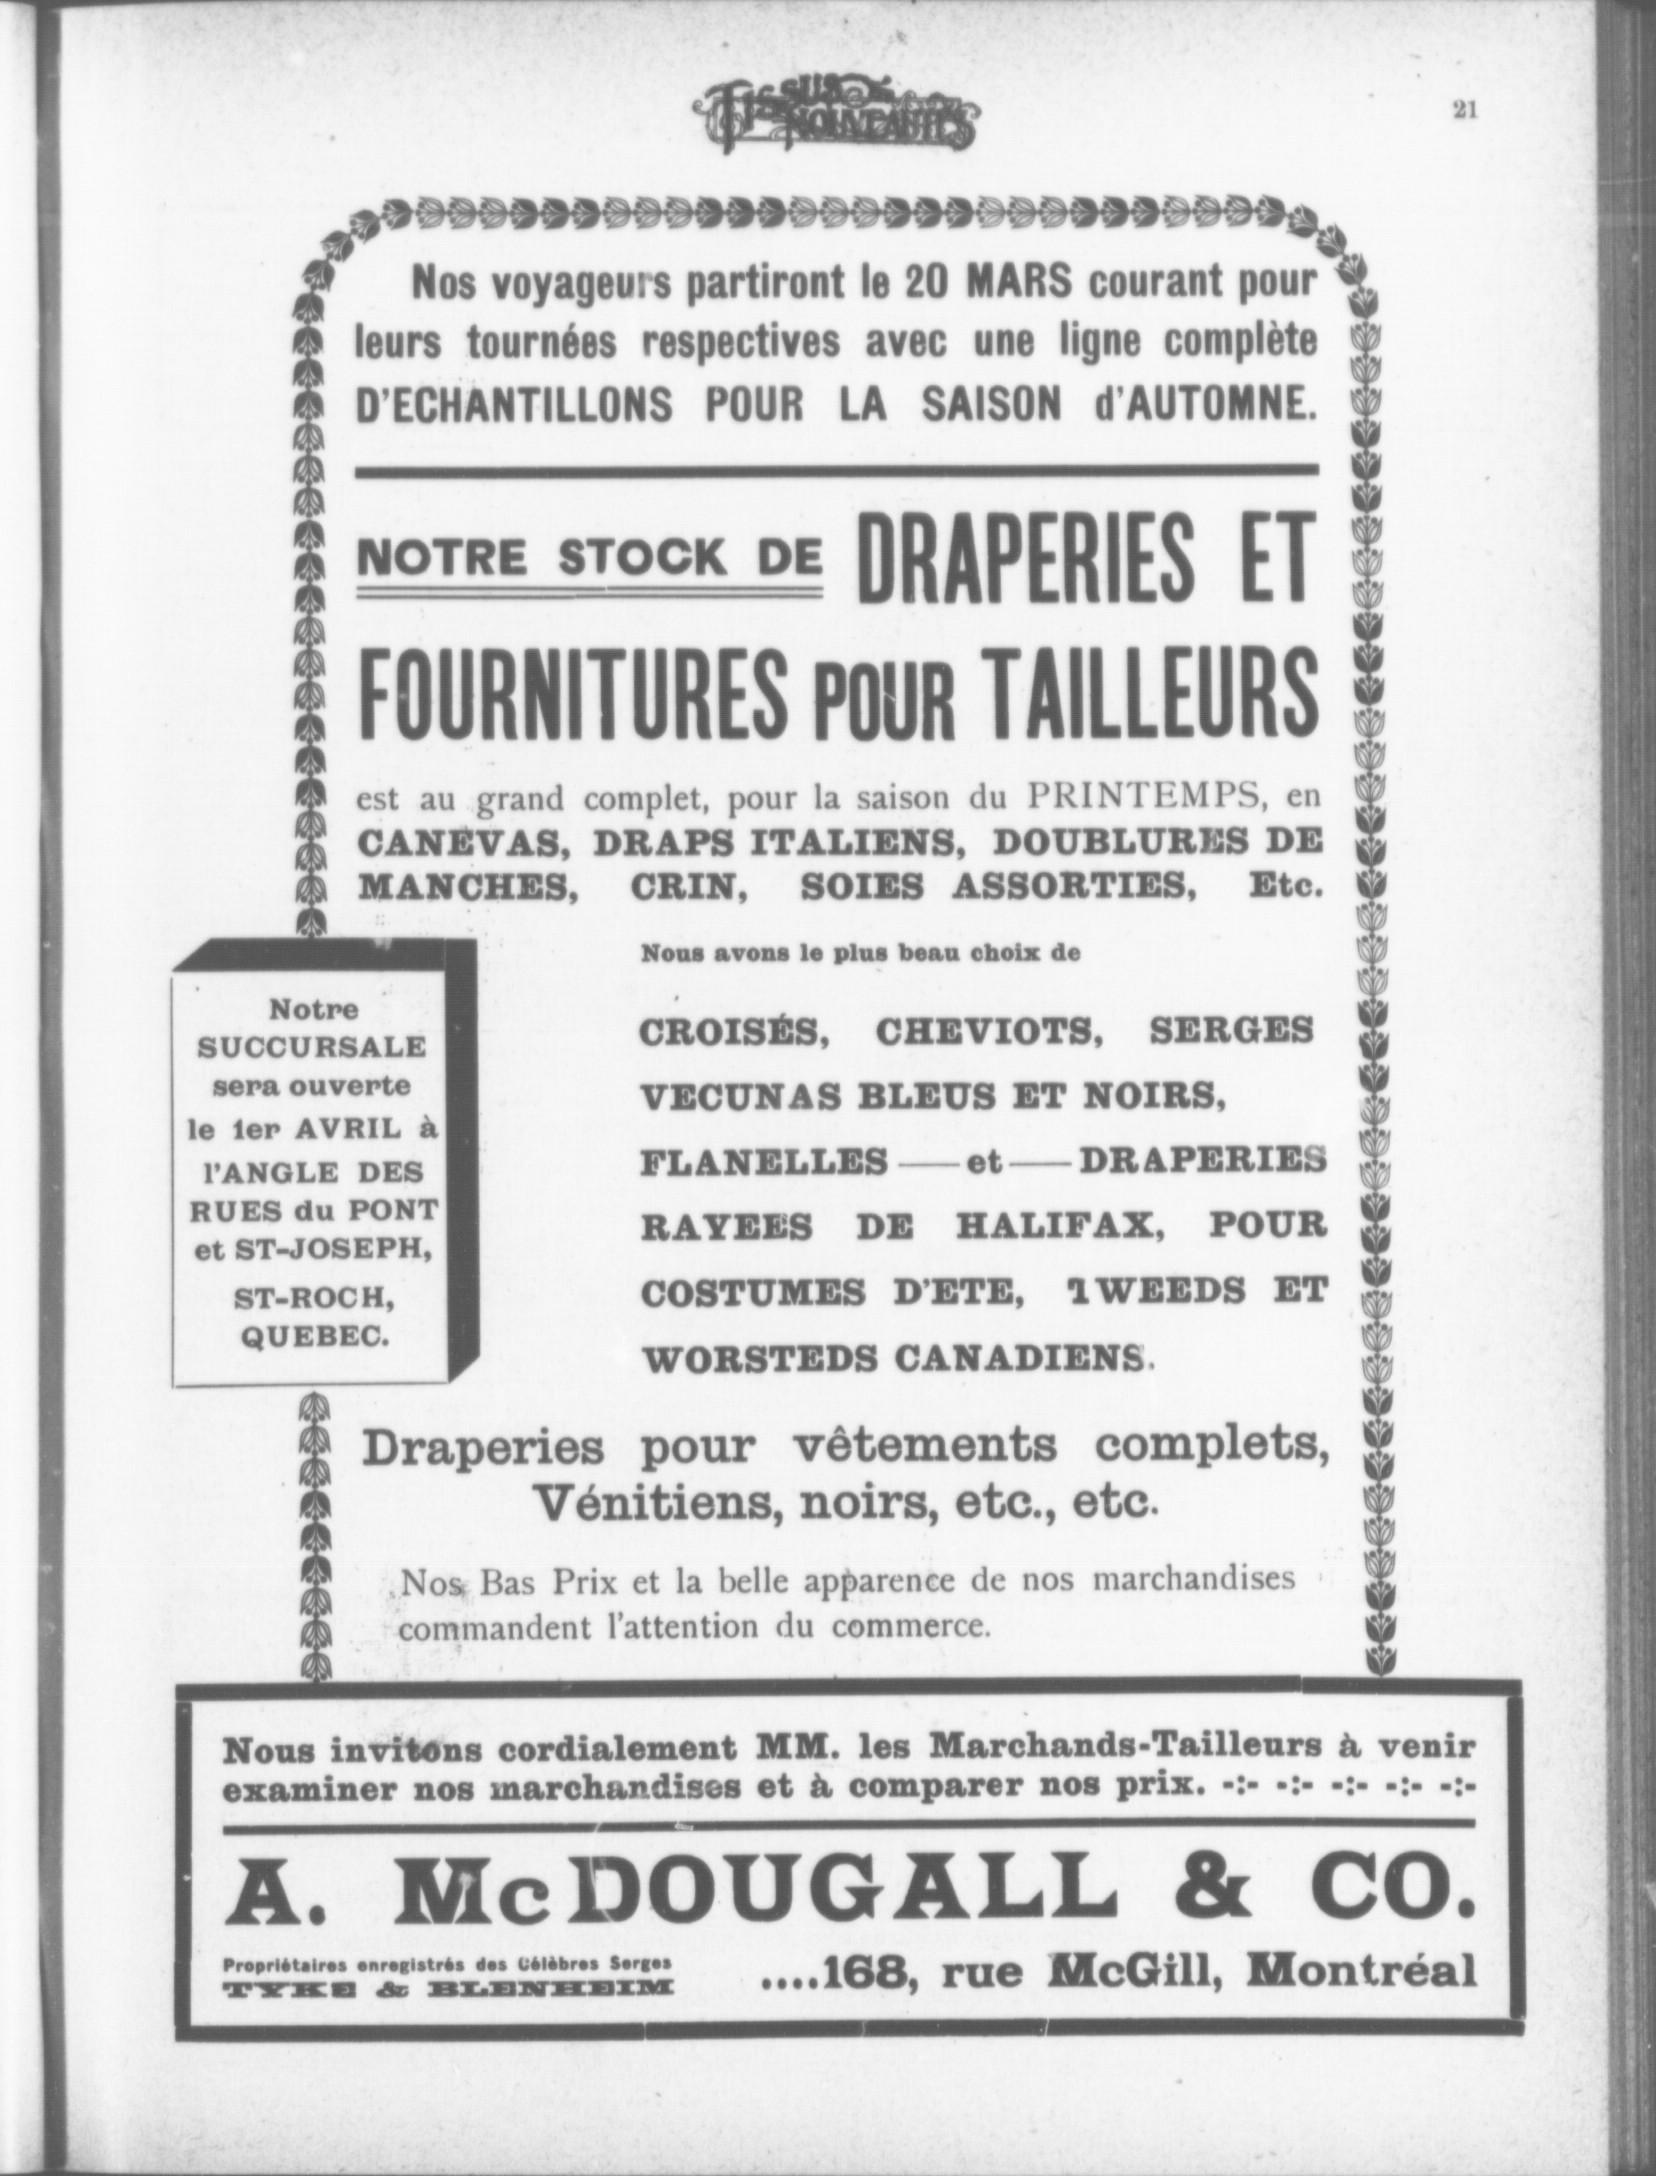 TISSUS & NOUVEAUTÉS
21
Nos voyageurs partiront le 20 MARS courant pour
leurs tournées respectives avec une ligne complète
D'ECHANTILLONS POUR LA SAISON d'AUTOMNE.
NOTRE STOCK DE DRAPERIES ET
FOURNITURES POUR TAILLEURS
est au grand complet, pour la saison du PRINTEMPS, en
CANEVAS, DRAPS ITALIENS, DOUBLURES DE
MANCHES, CRIN, SOIES ASSORTIES, Etc.
Notre
SUCCURSALE
sera ouverte
le 1er AVRIL à
l'ANGLE DES
RUES du PONT
et ST-JOSEPH,
ST-ROCH,
QUEBEC.
Nous avons le plus beau choix de
CROISÉS, CHEVIOTS, SERGES
VECUNAS BLEUS ET NOIRS,
FLANELLES — et — DRAPERIES
RAYEES DE HALIFAX, POUR
COSTUMES D'ETE, TWEEDS ET
WORSTEDS CANADIENS.
Draperies pour vêtements complets,
Vénitiens, noirs, etc., etc.
Nos Bas Prix et la belle apparence de nos marchandises
commandent l'attention du commerce.
Nous invitons cordialement MM. les Marchands-Tailleurs à venir
examiner nos marchandises et à comparer nos prix. -:- -:- -:- -:- -:-
A. McDOUGALL & CO.
Propriétaires enregistrés des Célèbres Serges
TYKE & BLENHEIM
....168, rue McGill, Montréal